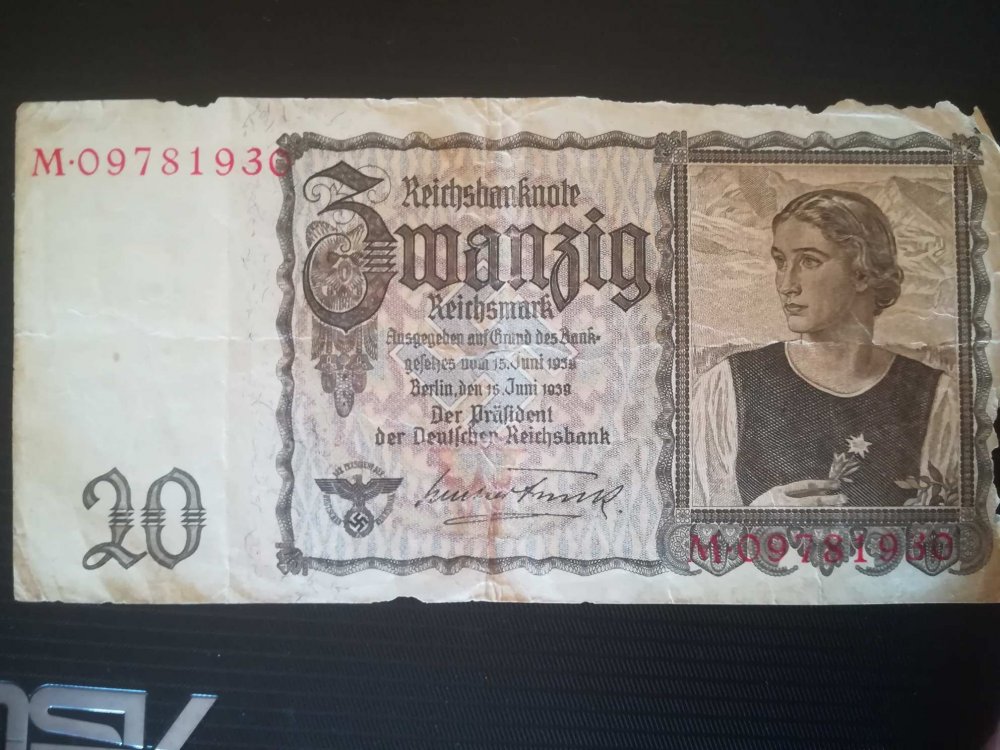 M·09781930
Reichsbanknote
Zwanzig
Reichsmark
Ausgegeben auf Grund des Bank-
gesetzes vom 15. Juni 1939
Berlin, den 16. Juni 1939
Der Präsident
der Deutschen Reichsbank
20
M·09781930